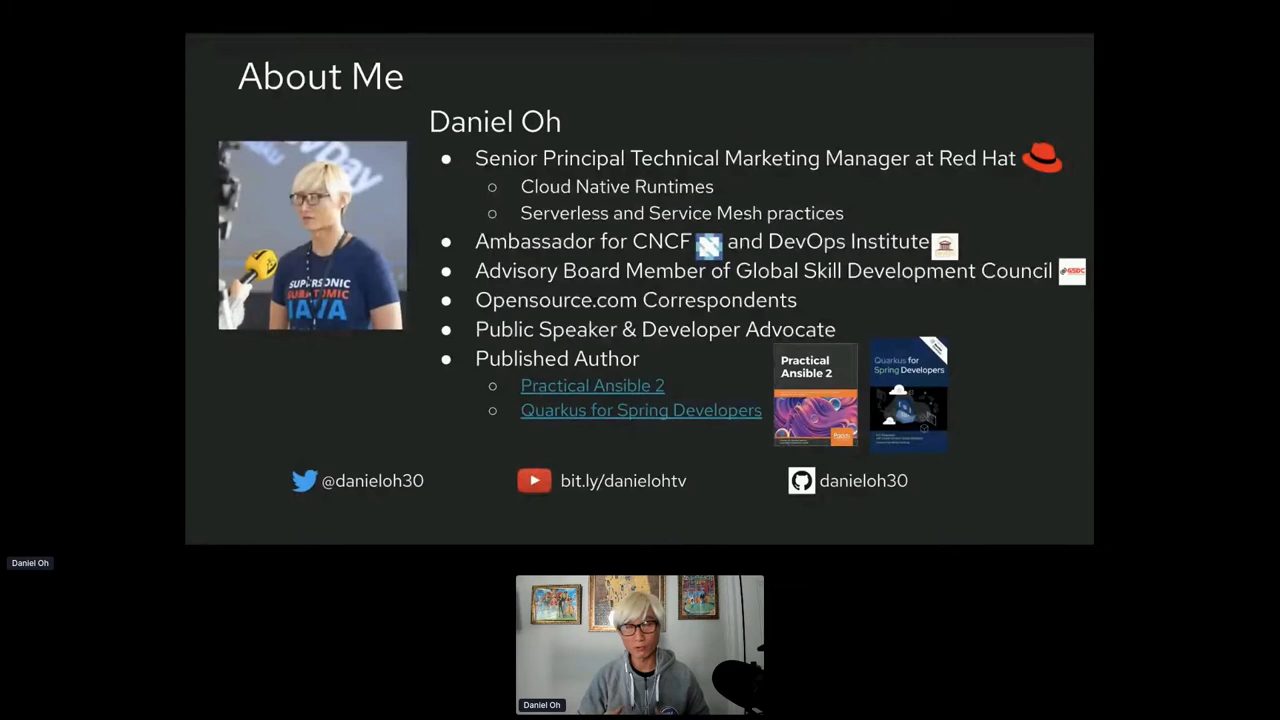 About Me
Daniel Oh
Senior Principal Technical Marketing Manager at Red Hat
Cloud Native Runtimes
Serverless and Service Mesh practices
Ambassador for CNCF and DevOps Institute
Advisory Board Member of Global Skill Development Council
GSDC
Opensource.com Correspondents
Public Speaker & Developer Advocate
Published Author
Practical Ansible 2
Quarkus for Spring Developers
Practical
Ansible 2
Packt
Quarkus for
Spring Developers
SUPERSONIC
SUBATOMIC
JAVA
@danieloh30
bit.ly/danielohtv
danieloh30
Daniel Oh
Daniel Oh